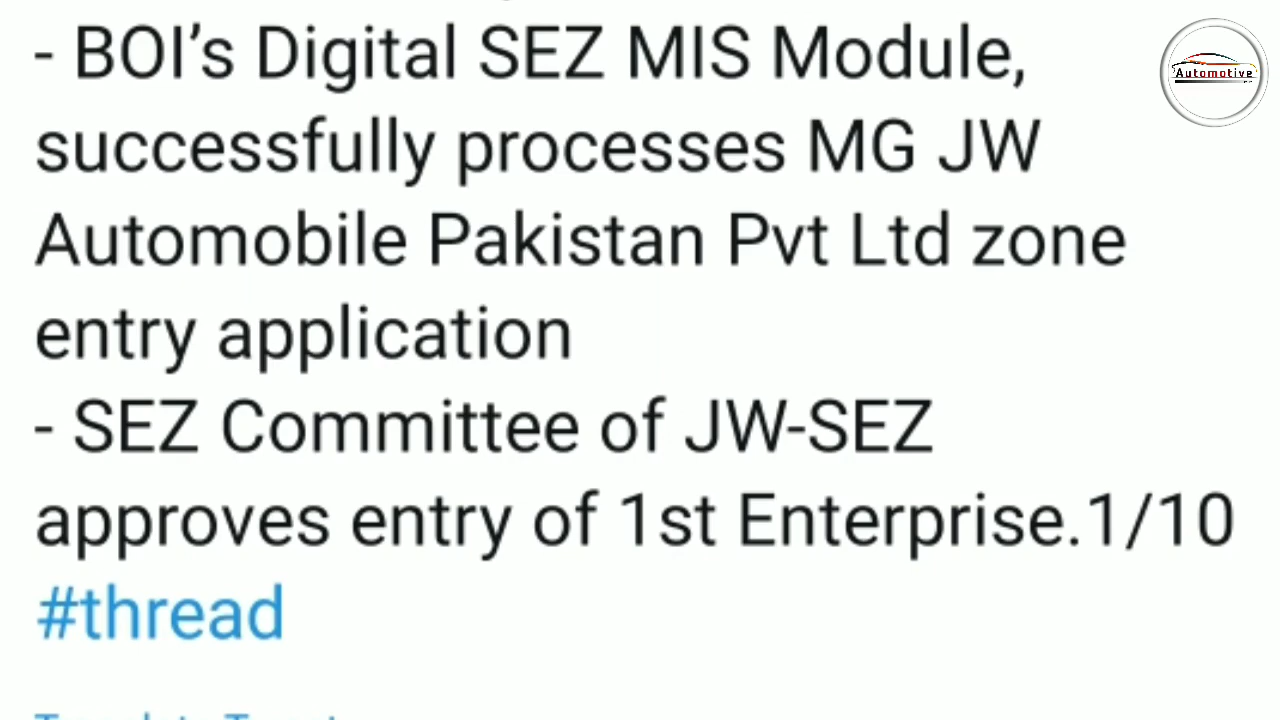 - BOI’s Digital SEZ MIS Module,
successfully processes MG JW
Automobile Pakistan Pvt Ltd zone
entry application
- SEZ Committee of JW-SEZ
approves entry of 1st Enterprise.1/10
#thread
Automotive